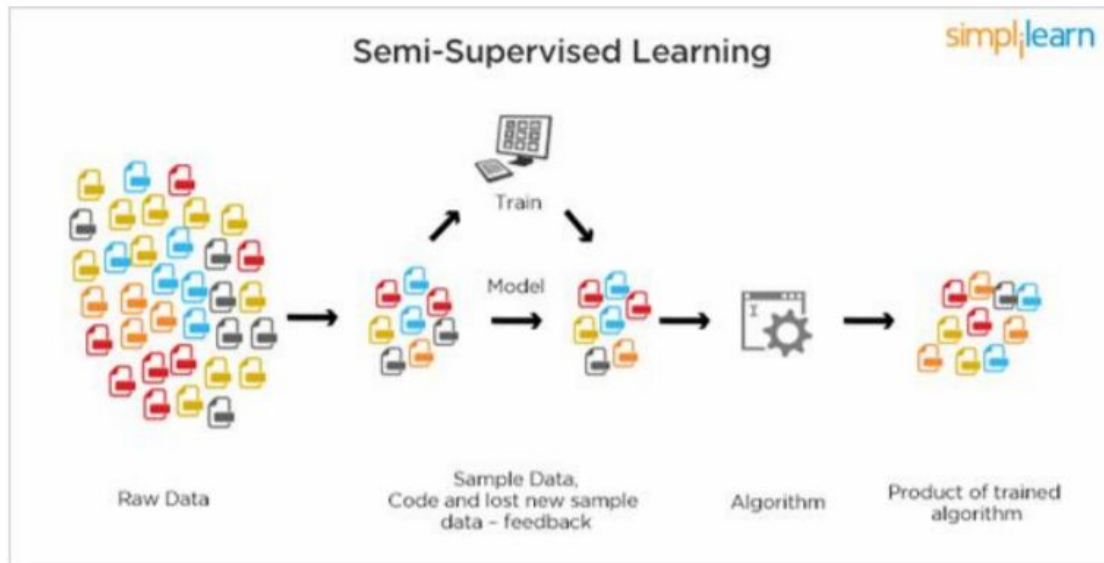 Semi-Supervised Learning
simplilearn
Train
Model
Raw Data
Sample Data,
Code and lost new sample
data – feedback
Algorithm
Product of trained
algorithm